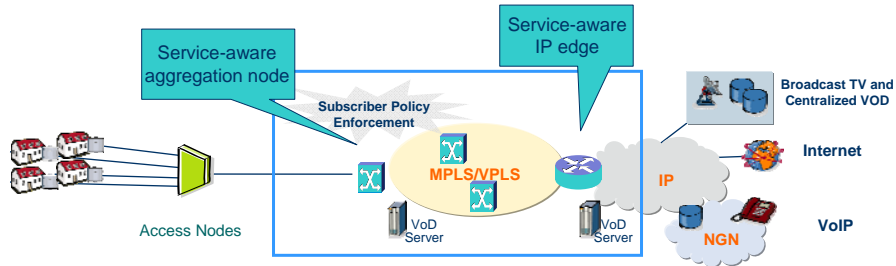 Service-aware
aggregation node
Service-aware
IP edge
Subscriber Policy
Enforcement
Broadcast TV and
Centralized VOD
MPLS/VPLS
IP
Internet
Access Nodes
VoD
Server
VoD
Server
NGN
VoIP